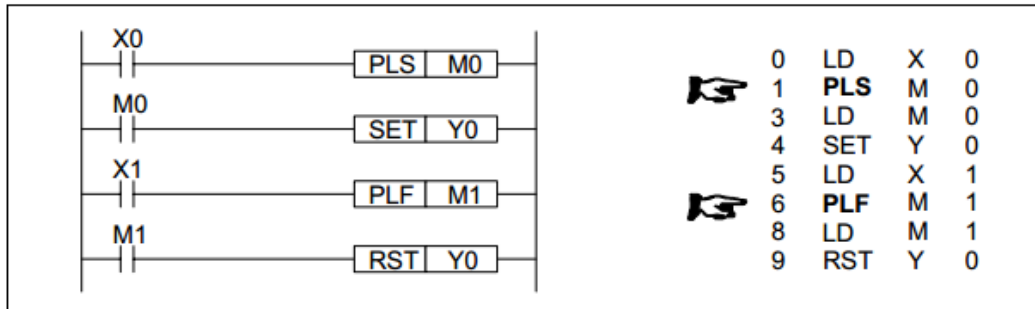 X0
PLS M0
M0
SET Y0
X1
PLF M1
M1
RST Y0
0 LD X 0
1 PLS M 0
3 LD M 0
4 SET Y 0
5 LD X 1
6 PLF M 1
8 LD M 1
9 RST Y 0